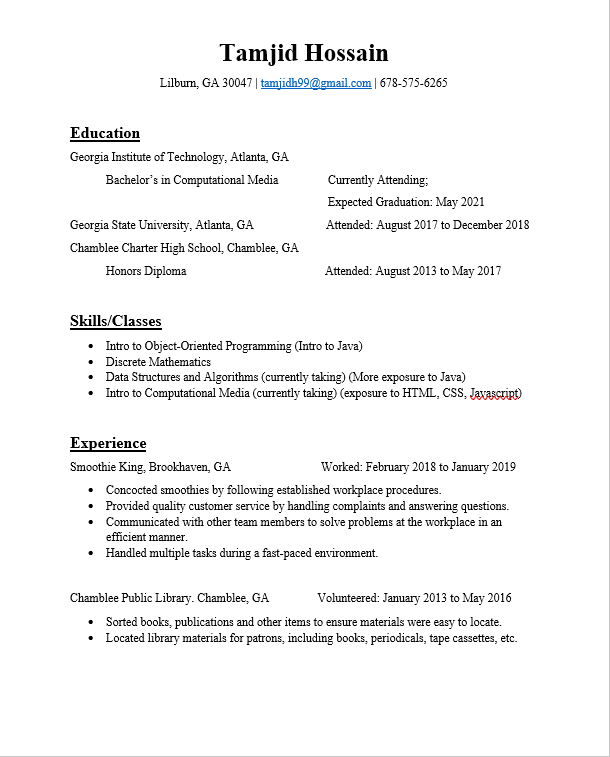 Tamjid Hossain
Lilburn, GA 30047 | tamjidh99@gmail.com | 678-575-6265
Education
Georgia Institute of Technology, Atlanta, GA
Bachelor's in Computational Media Currently Attending;
Expected Graduation: May 2021
Georgia State University, Atlanta, GA Attended: August 2017 to December 2018
Chamblee Charter High School, Chamblee, GA
Honors Diploma Attended: August 2013 to May 2017
Skills/Classes
• Intro to Object-Oriented Programming (Intro to Java)
• Discrete Mathematics
• Data Structures and Algorithms (currently taking) (More exposure to Java)
• Intro to Computational Media (currently taking) (exposure to HTML, CSS, Javascript)
Experience
Smoothie King, Brookhaven, GA Worked: February 2018 to January 2019
• Concocted smoothies by following established workplace procedures.
• Provided quality customer service by handling complaints and answering questions.
• Communicated with other team members to solve problems at the workplace in an
efficient manner.
• Handled multiple tasks during a fast-paced environment.
Chamblee Public Library. Chamblee, GA Volunteered: January 2013 to May 2016
• Sorted books, publications and other items to ensure materials were easy to locate.
• Located library materials for patrons, including books, periodicals, tape cassettes, etc.